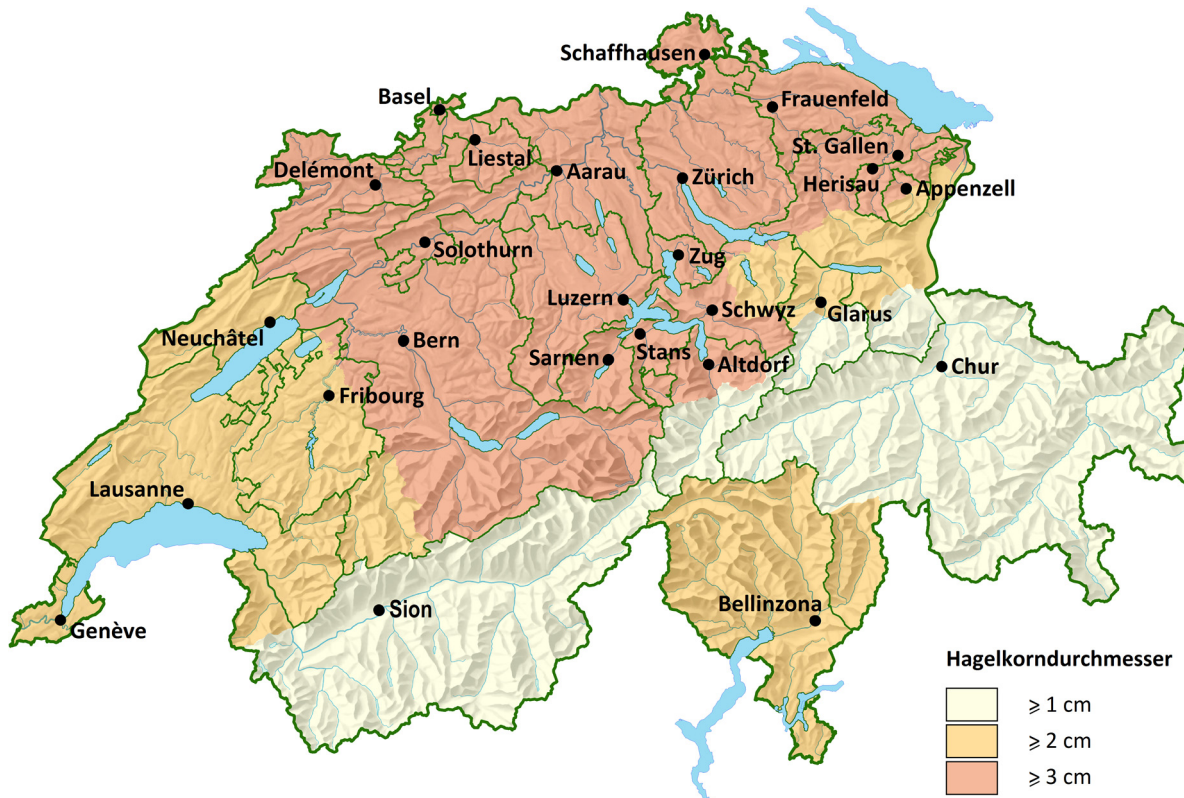 Schaffhausen
Basel
Frauenfeld
Liestal
St. Gallen
Delémont
Aarau
Zürich
Herisau
Appenzell
Solothurn
Zug
Luzern
Schwyz
Glarus
Neuchâtel
Bern
Sarnen
Stans
Altdorf
Chur
Fribourg
Lausanne
Sion
Bellinzona
Genève
Hagelkorndurchmesser
⩾ 1 cm
⩾ 2 cm
⩾ 3 cm